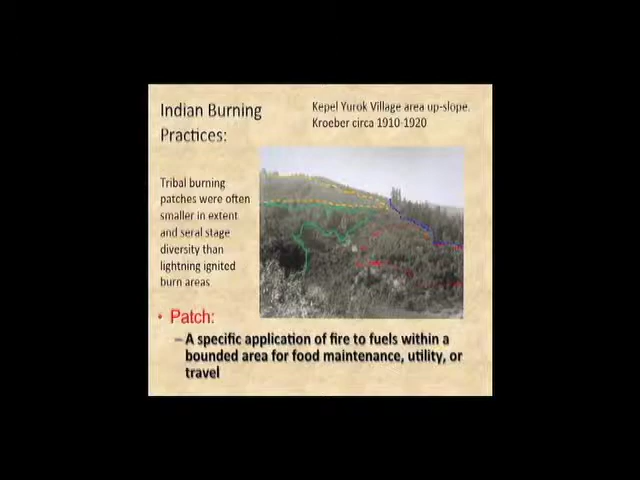 Indian Burning
Practices:
Kepel Yurok Village area up-slope.
Kroeber circa 1910-1920
Tribal burning
patches were often
smaller in extent
and seral stage
diversity than
lightning ignited
burn areas
• Patch:
– A specific application of fire to fuels within a
bounded area for food maintenance, utility, or
travel